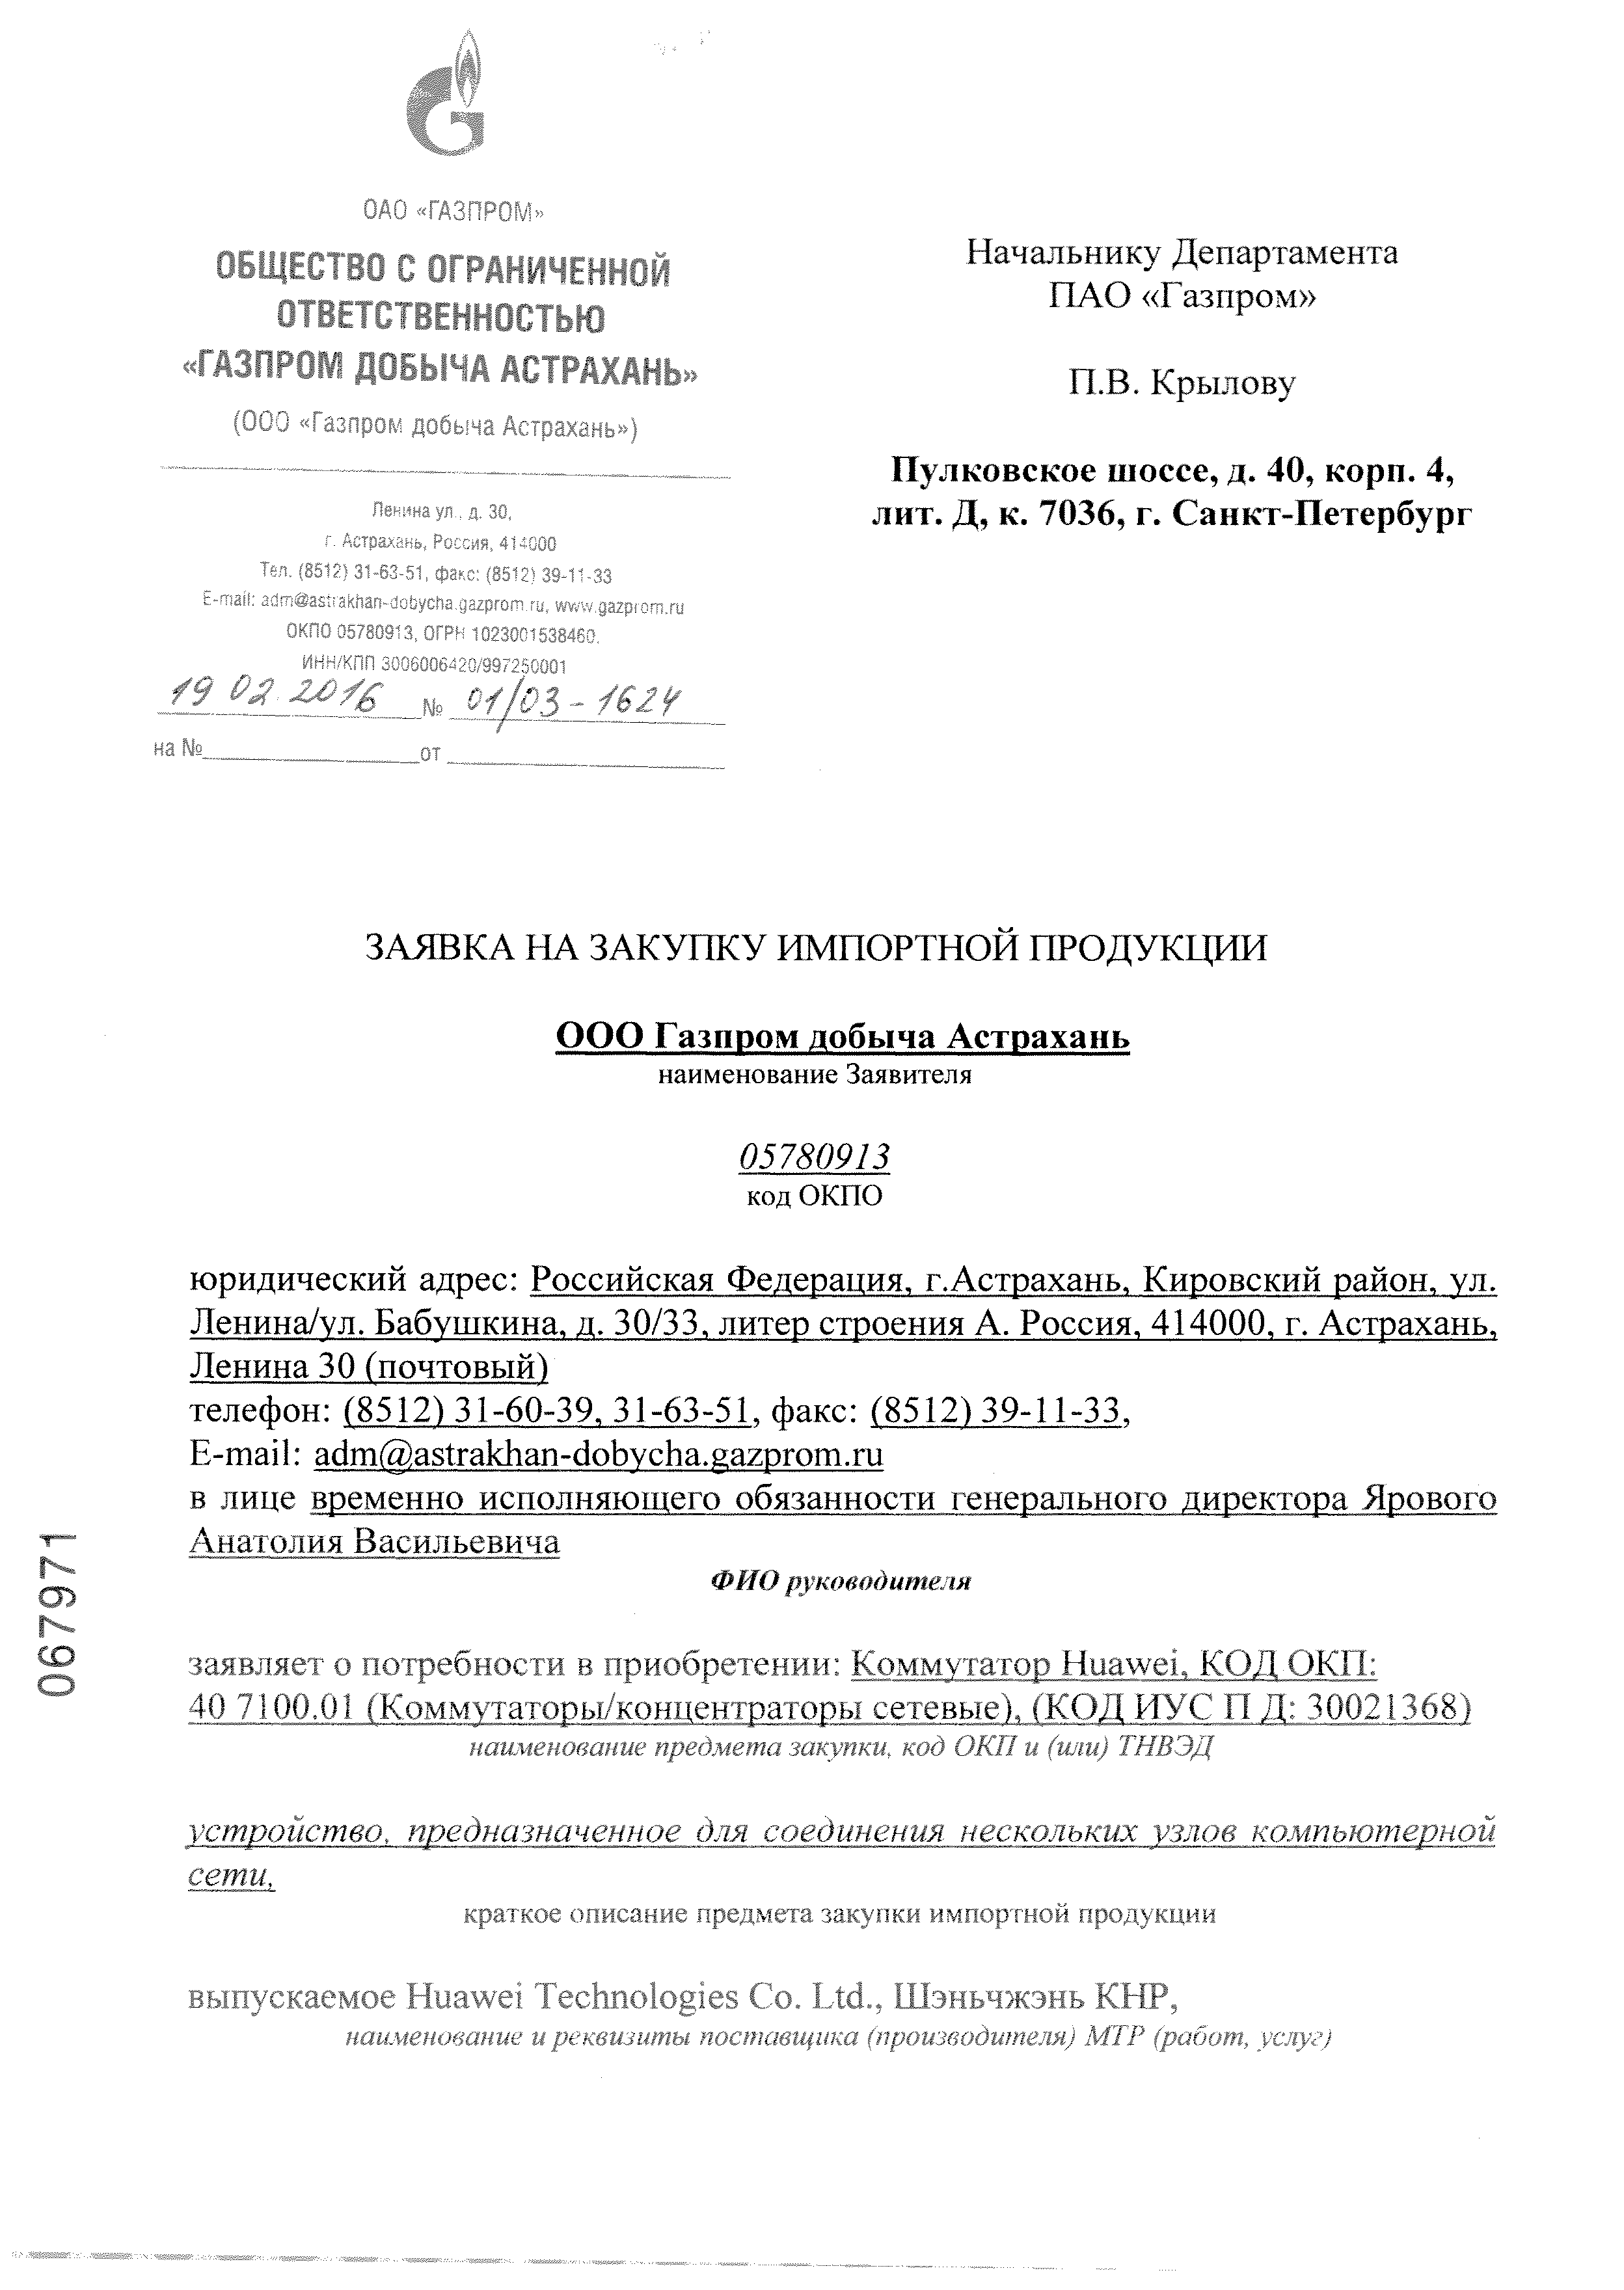 ОАО «ГАЗПРОМ»
ОБЩЕСТВО С ОГРАНИЧЕННОЙ
ОТВЕТСТВЕННОСТЬЮ
«ГАЗПРОМ ДОБЫЧА АСТРАХАНЬ»
(ООО «Газпром добыча Астрахань»)
Ленина ул., д. 30,
г. Астрахань, Россия, 414000
Тел. (8512) 31-63-51, факс: (8512) 39-11-33
E-mail: adm@astrakhan-dobycha.gazprom.ru, www.gazprom.ru
ОКПО 05780913, ОГРН 1023001538460,
ИНН/КПП 3006006420/997250001
19 02.2016 № 01/03-1624
на № от
Начальнику Департамента
ПАО «Газпром»
П.В. Крылову
Пулковское шоссе, д. 40, корп. 4,
лит. Д, к. 7036, г. Санкт-Петербург
ЗАЯВКА НА ЗАКУПКУ ИМПОРТНОЙ ПРОДУКЦИИ
ООО Газпром добыча Астрахань
наименование Заявителя
05780913
код ОКПО
юридический адрес: Российская Федерация, г.Астрахань, Кировский район, ул.
Ленина/ул. Бабушкина, д. 30/33, литер строения А. Россия, 414000, г. Астрахань,
Ленина 30 (почтовый)
телефон: (8512) 31-60-39, 31-63-51, факс: (8512) 39-11-33,
E-mail: adm@astrakhan-dobycha.gazprom.ru
в лице временно исполняющего обязанности генерального директора Ярового
Анатолия Васильевича
ФИО руководителя
заявляет о потребности в приобретении: Коммутатор Huawei, КОД ОКП:
40 7100.01 (Коммутаторы/концентраторы сетевые), (КОД ИУС П Д: 30021368)
наименование предмета закупки, код ОКП и (или) ТНВЭД
устройство, предназначенное для соединения нескольких узлов компьютерной
сети,
краткое описание предмета закупки импортной продукции
выпускаемое Huawei Technologies Co. Ltd., Шэньчжэнь КНР,
наименование и реквизиты поставщика (производителя) МТР (работ, услуг)
067971